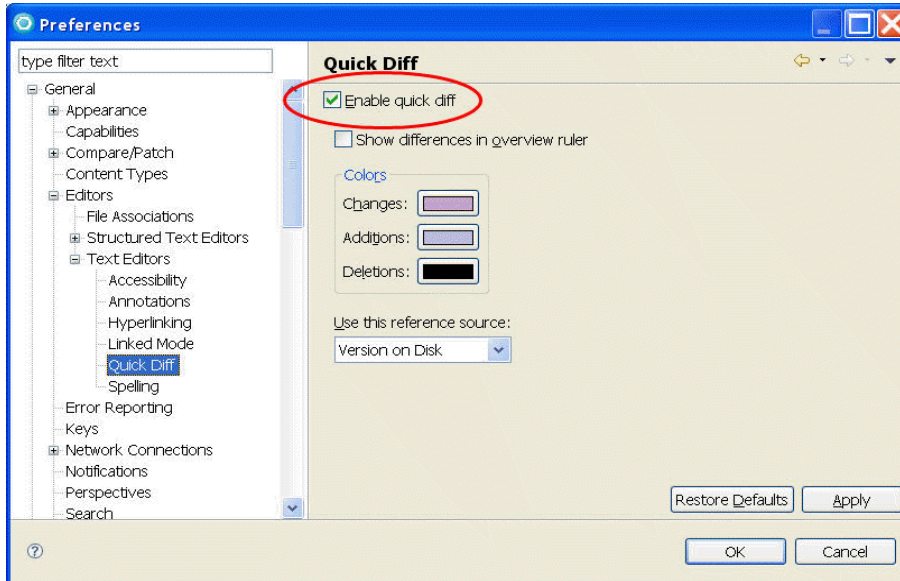 Preferences
type filter text
General
Appearance
Capabilities
Compare/Patch
Content Types
Editors
File Associations
Structured Text Editors
Text Editors
Accessibility
Annotations
Hyperlinking
Linked Mode
Quick Diff
Spelling
Error Reporting
Keys
Network Connections
Notifications
Perspectives
Search
Quick Diff
Enable quick diff
Show differences in overview ruler
Colors
Changes:
Additions:
Deletions:
Use this reference source:
Version on Disk
Restore Defaults
Apply
?
OK
Cancel